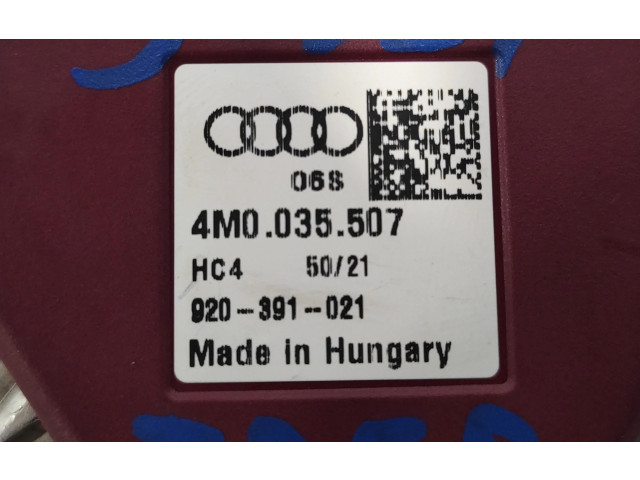 06S
4M0.035.507
HC4 50/21
920-391-021
Made in Hungary